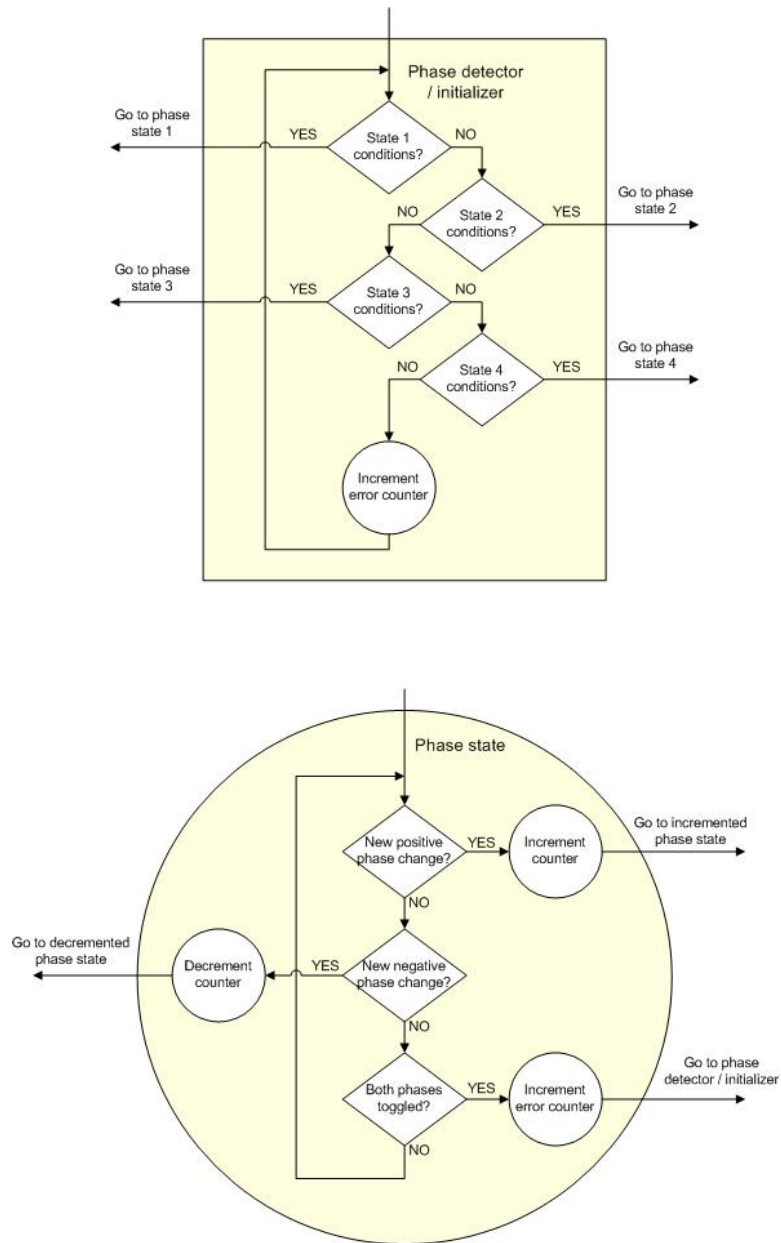 Phase detector
/ initializer
Go to phase
state 1
YES
State 1
conditions?
NO
Go to phase
state 2
NO
State 2
conditions?
YES
Go to phase
state 3
YES
State 3
conditions?
NO
Go to phase
state 4
NO
State 4
conditions?
YES
Increment
error counter
Phase state
New positive
phase change?
YES
Increment
counter
Go to incremented
phase state
NO
Go to decremented
phase state
Decrement
counter
YES
New negative
phase change?
NO
Both phases
toggled?
YES
Increment
error counter
Go to phase
detector / initializer
NO